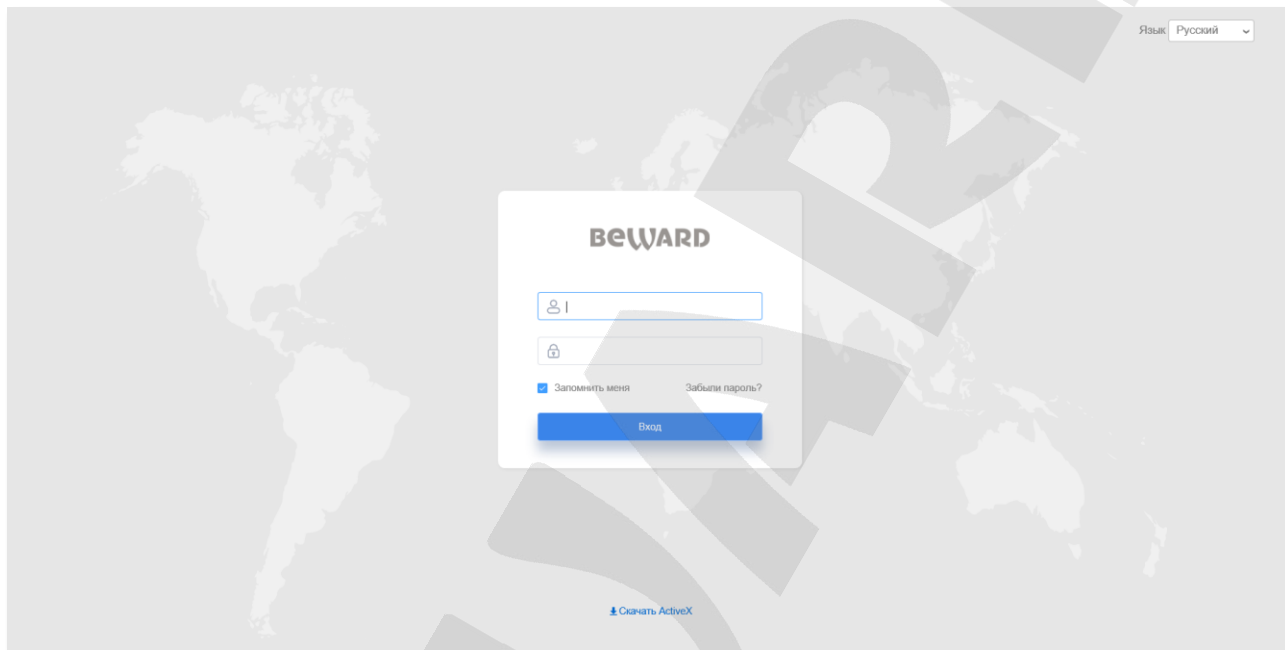 Язык Русский
BEWARD
Запомнить меня Забыли пароль?
Вход
Скачать ActiveX